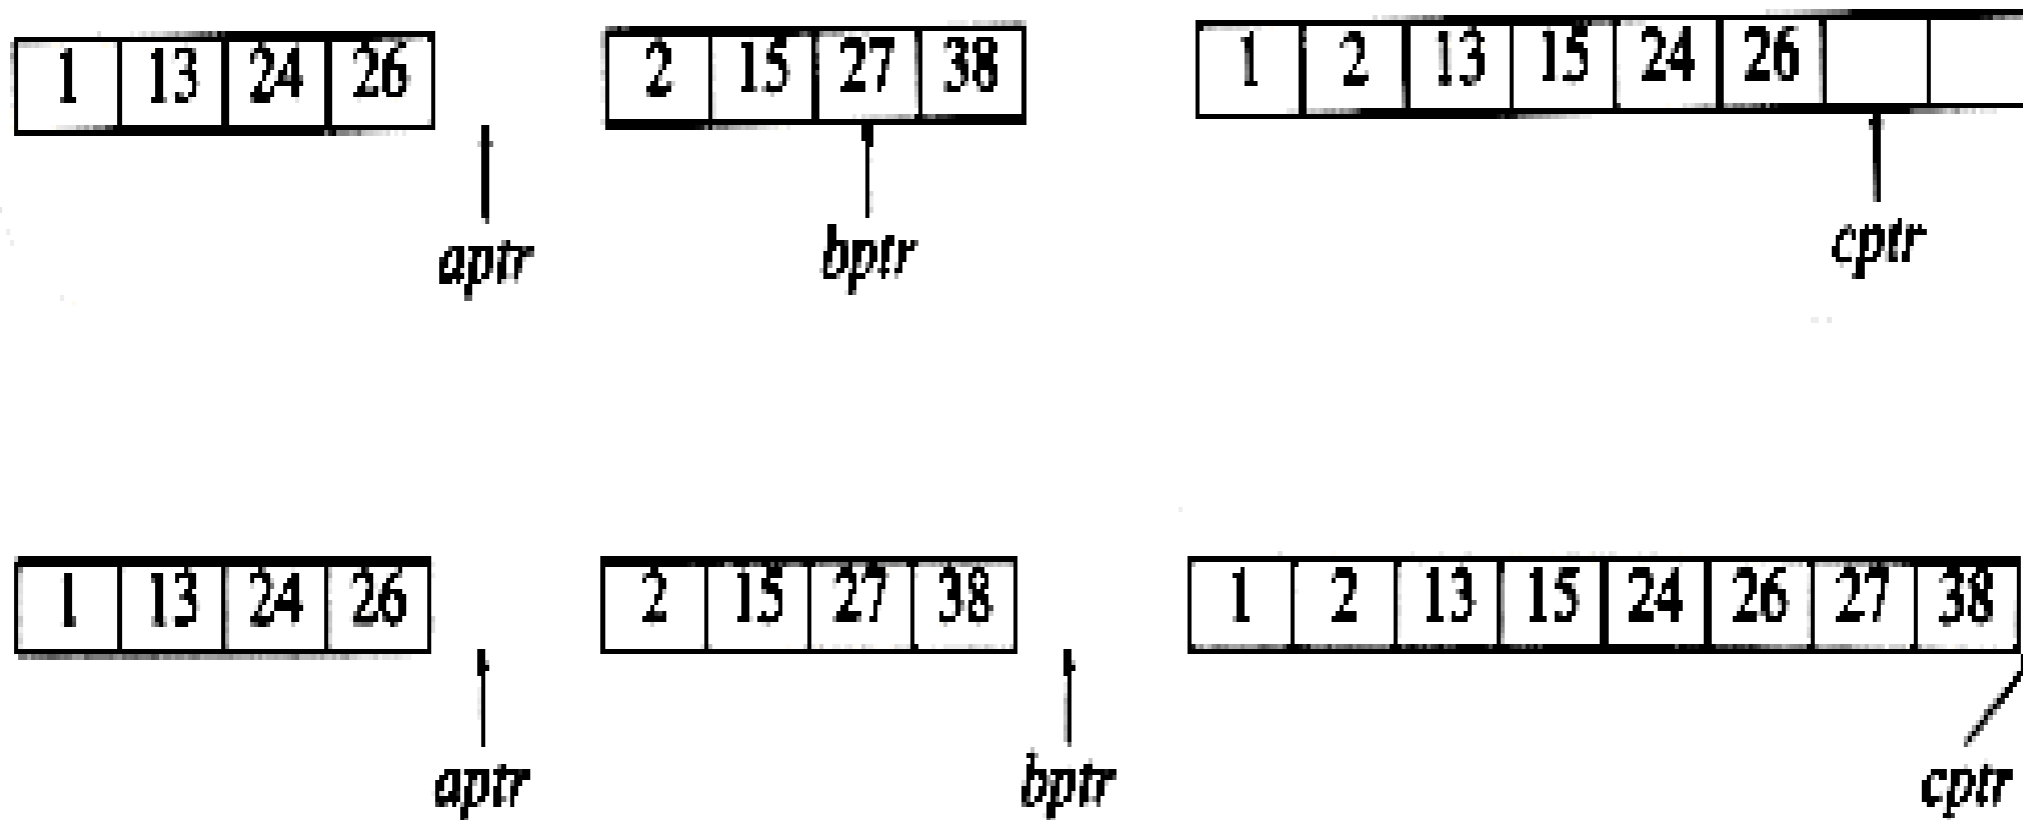 1 13 24 26 2 15 27 38 1 2 13 15 24 26
aptr bptr cptr
1 13 24 26 2 15 27 38 1 2 13 15 24 26 27 38
aptr bptr cptr